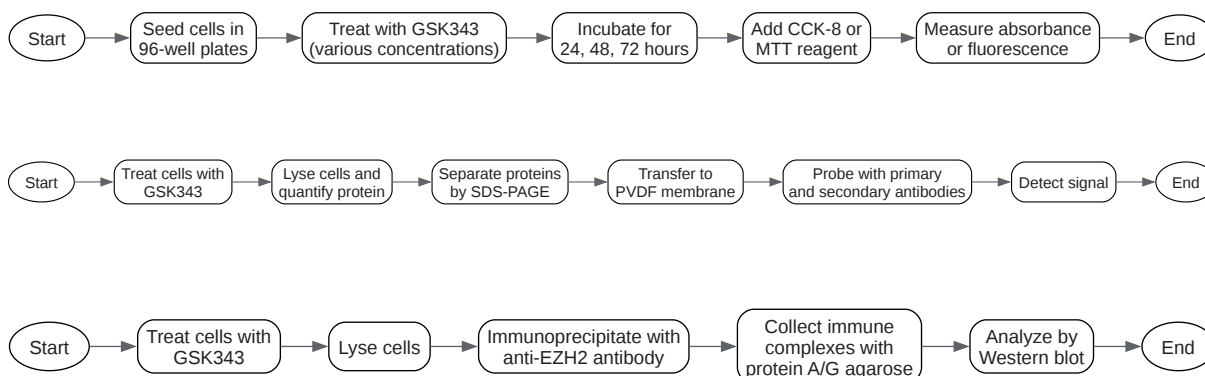 Start
Seed cells in
96-well plates
Treat with GSK343
(various concentrations)
Incubate for
24, 48, 72 hours
Add CCK-8 or
MTT reagent
Measure absorbance
or fluorescence
End
Start
Treat cells with
GSK343
Lyse cells and
quantify protein
Separate proteins
by SDS-PAGE
Transfer to
PVDF membrane
Probe with primary
and secondary antibodies
Detect signal
End
Start
Treat cells with
GSK343
Lyse cells
Immunoprecipitate with
anti-EZH2 antibody
Collect immune
complexes with
protein A/G agarose
Analyze by
Western blot
End